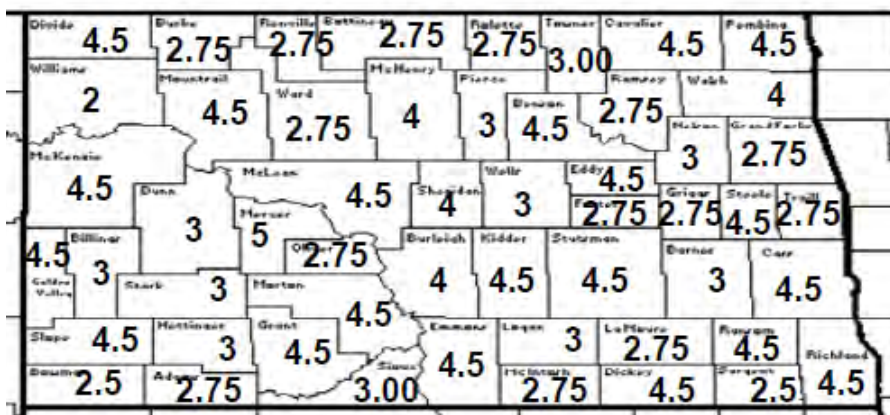 Divide Burke Renville Bottineau Rolette Towner Cavalier Pembina
4.5 2.75 2.75 2.75 2.75 3.00 4.5 4.5
Williams Mountrail Ward McHenry Pierce Benson Ramsey Walsh
2 4.5 2.75 4 3 4.5 2.75 4
Nelson Grand Forks
3 2.75
McKenzie Dunn McLean Sheridan Wells Eddy
4.5 3 4.5 4 3 4.5
Mercer Foster Griggs Steele Traill
5 2.75 2.75 4.5 2.75
Golden Valley Billings Oliver Burleigh Kidder Stutsman Barnes Cass
4.5 3 2.75 4 4.5 4.5 3 4.5
Stark Morton
3 4.5
Slope Hettinger Grant Emmons Logan LaMoure Ransom Richland
4.5 3 4.5 4.5 3 2.75 4.5 4.5
Bowman Adams Sioux McIntosh Dickey Sargent
2.5 2.75 3.00 2.75 4.5 2.5